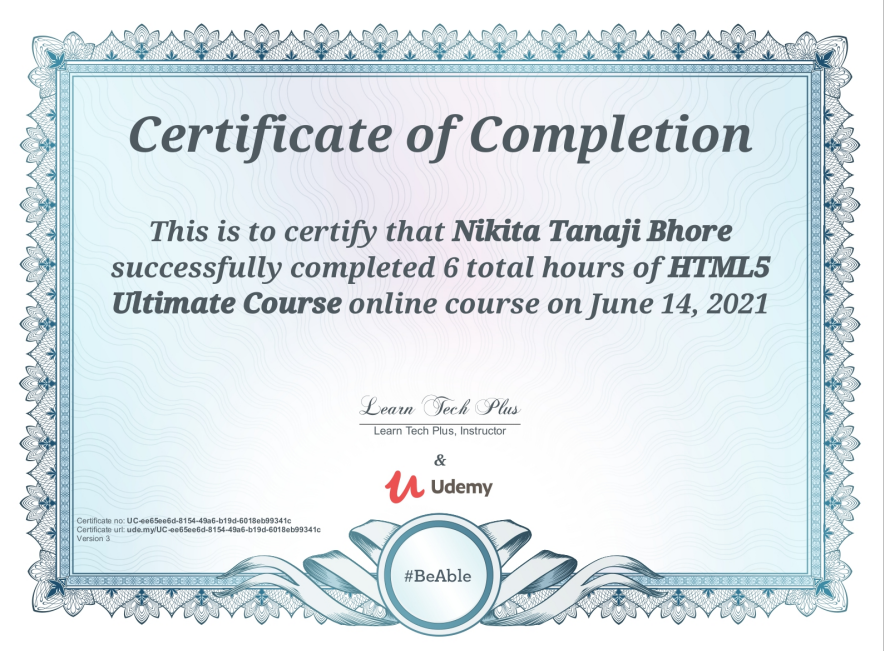 Certificate of Completion
This is to certify that Nikita Tanaji Bhore
successfully completed 6 total hours of HTML5
Ultimate Course online course on June 14, 2021
Learn Tech Plus
Learn Tech Plus, Instructor
&
Udemy
Certificate no: UC-ee65ee6d-8154-49a6-b19d-6018eb99341c
Certificate url: ude.my/UC-ee65ee6d-8154-49a6-b19d-6018eb99341c
Version 3
#BeAble